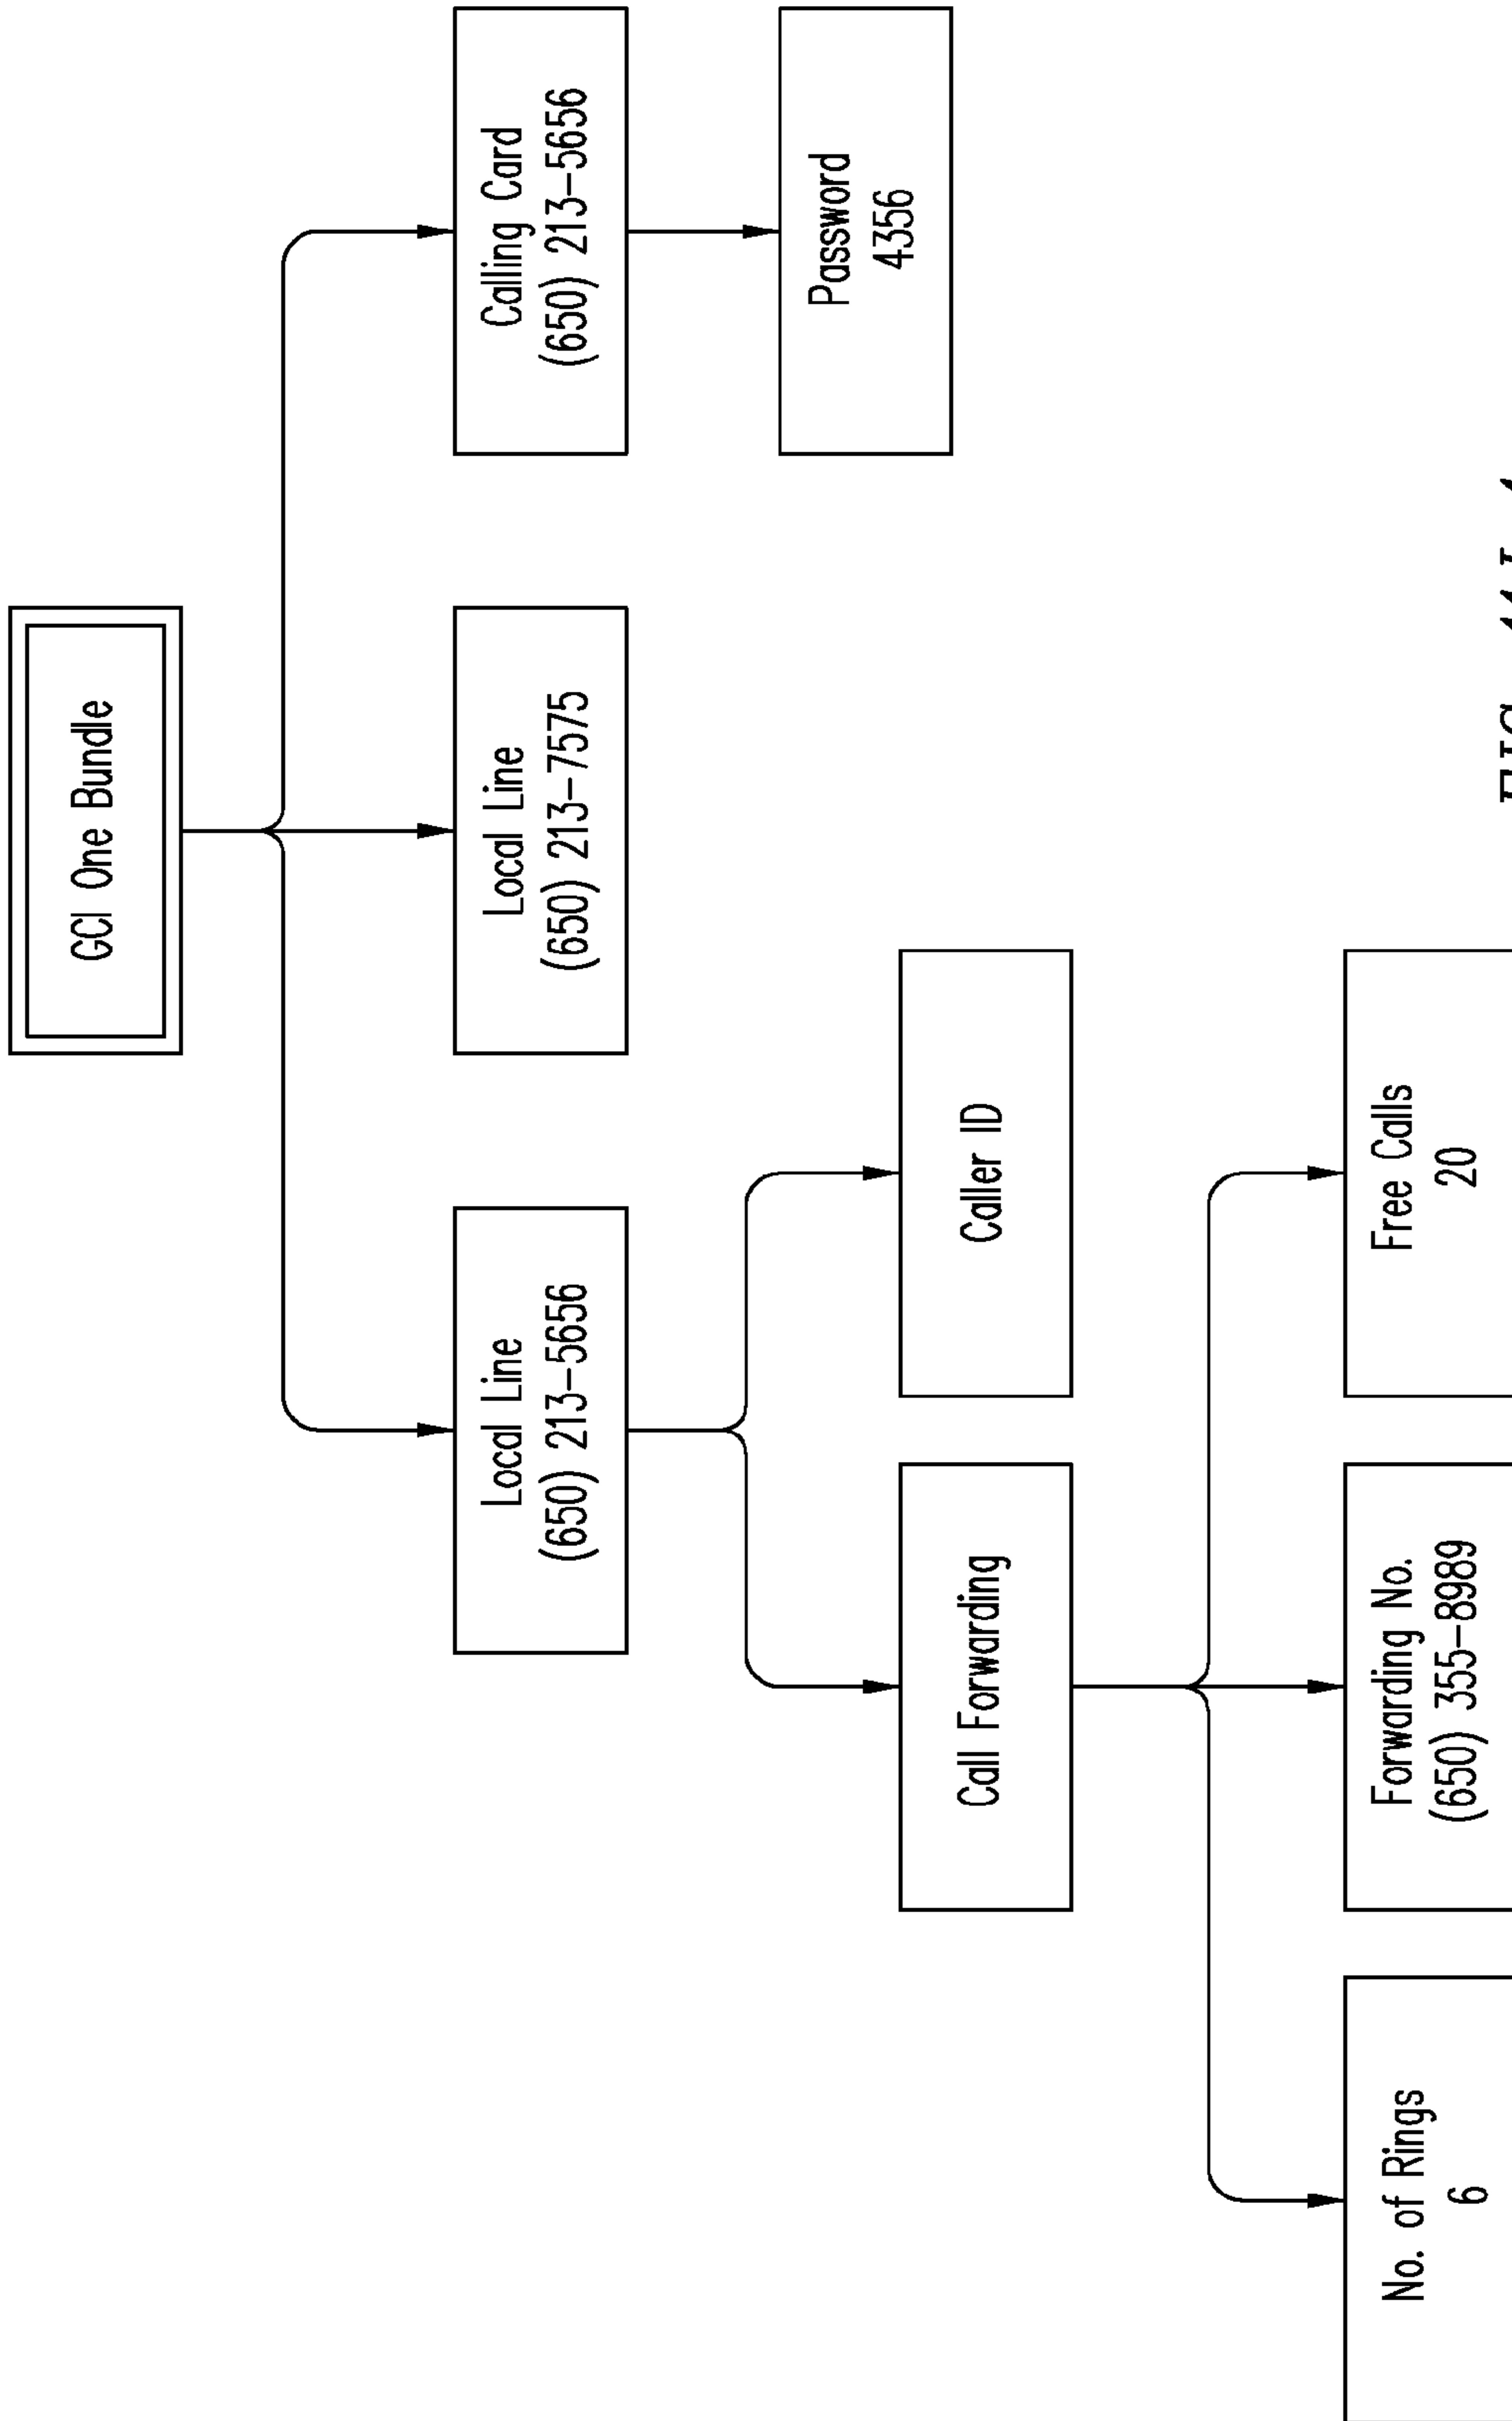 GCI One Bundle
Local Line
(650) 213-5656
Local Line
(650) 213-7575
Calling Card
(650) 213-5656
Call Forwarding
Caller ID
Password
4356
No. of Rings
6
Forwarding No.
(650) 355-8989
Free Calls
20